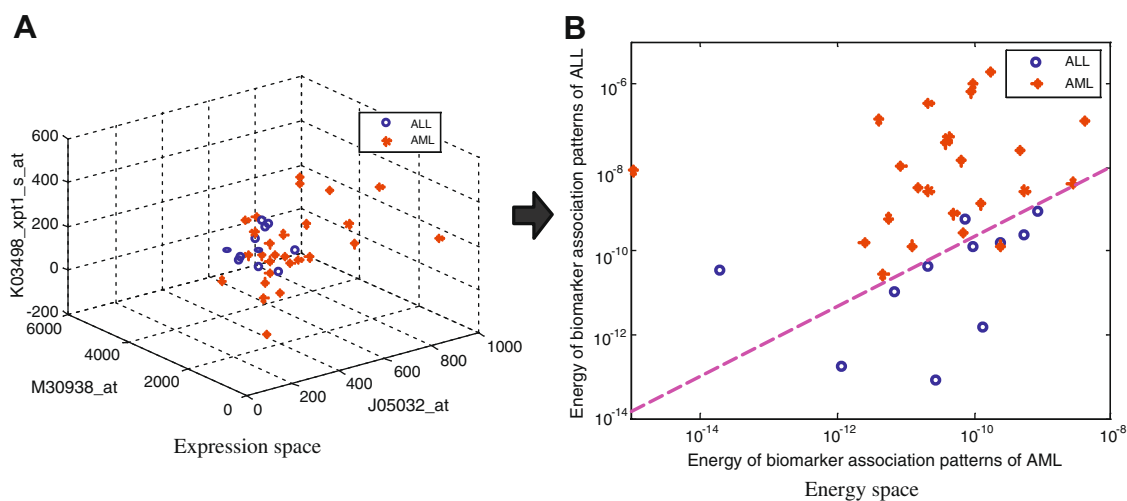 A
K03498_xpt1_s_at
600
400
200
0
-200
6000
4000
2000
0
M30938_at
0
200
400
600
800
1000
J05032_at
ALL
AML
Expression space
B
Energy of biomarker association patterns of ALL
10-6
10-8
10-10
10-12
10-14
10-14
10-12
10-10
10-8
ALL
AML
Energy of biomarker association patterns of AML
Energy space